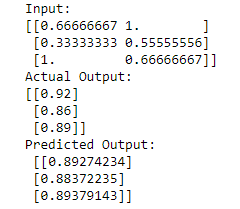 Input:
[[0.66666667 1.        ]
 [0.33333333 0.55555556]
 [1.         0.66666667]]
Actual Output:
[[0.92]
 [0.86]
 [0.89]]
Predicted Output:
 [[0.89274234]
 [0.88372235]
 [0.89379143]]